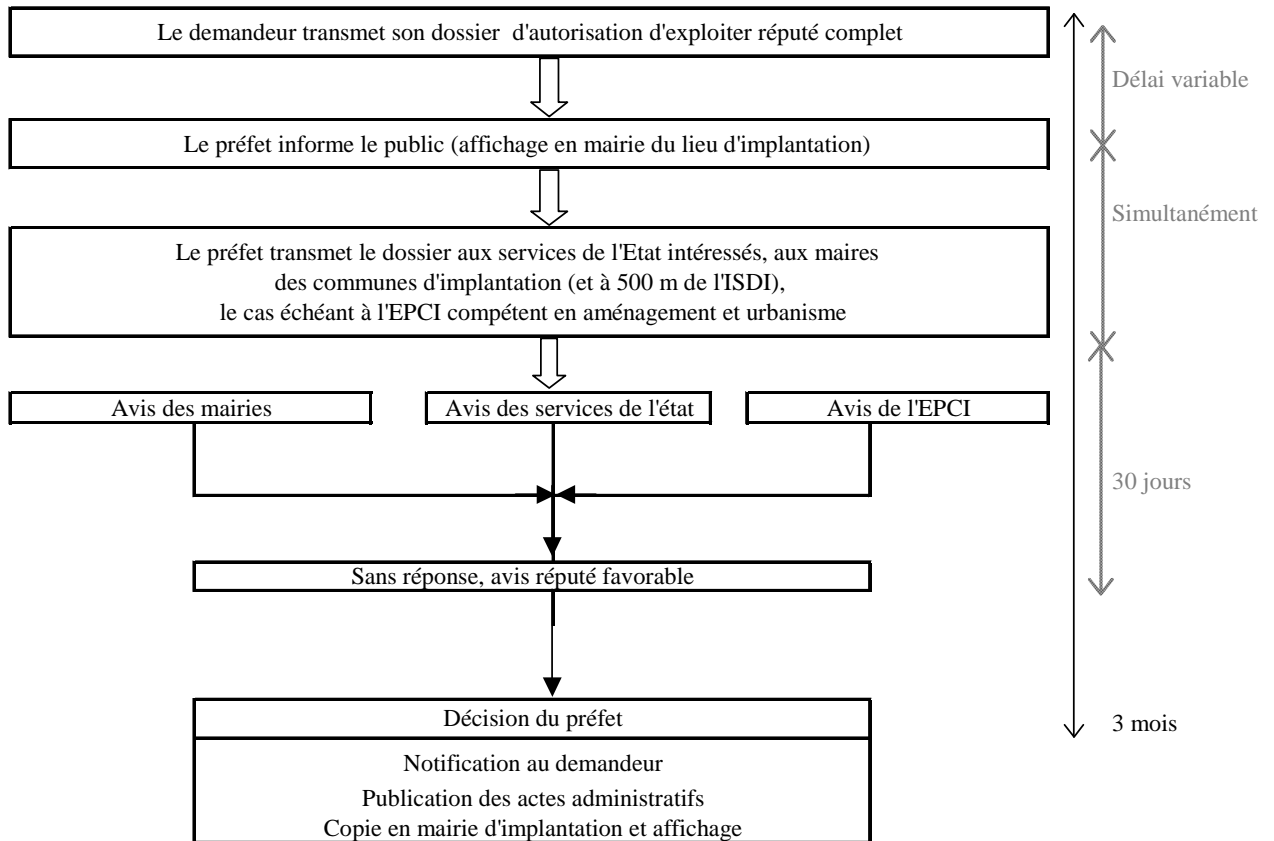 Le demandeur transmet son dossier d'autorisation d'exploiter réputé complet
Délai variable
Le préfet informe le public (affichage en mairie du lieu d'implantation)
Simultanément
Le préfet transmet le dossier aux services de l'Etat intéressés, aux maires
des communes d'implantation (et à 500 m de l'ISDI),
le cas échéant à l'EPCI compétent en aménagement et urbanisme
Avis des mairies
Avis des services de l'état
Avis de l'EPCI
30 jours
Sans réponse, avis réputé favorable
Décision du préfet
3 mois
Notification au demandeur
Publication des actes administratifs
Copie en mairie d'implantation et affichage